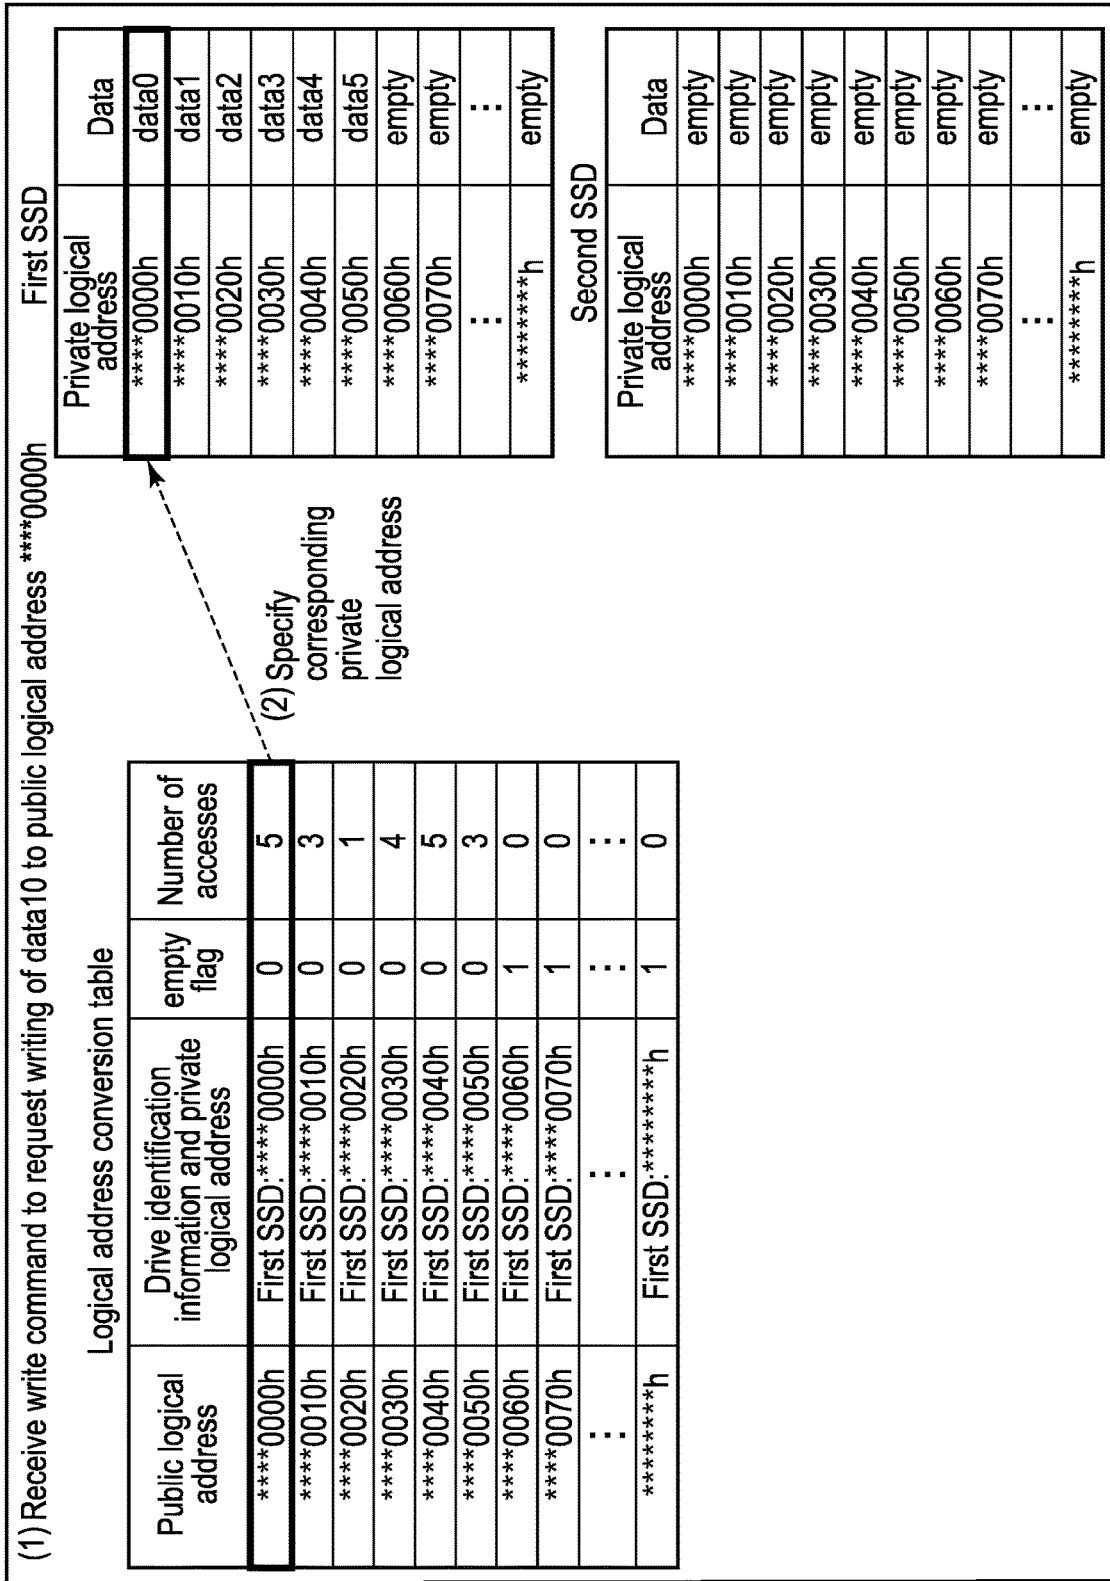 (1) Receive write command to request writing of data10 to public logical address ****0000h
Logical address conversion table
Public logical
address
Drive identification
information and private
logical address
empty
flag
Number of
accesses
****0000h First SSD:****0000h 0 5
****0010h First SSD:****0010h 0 3
****0020h First SSD:****0020h 0 1
****0030h First SSD:****0030h 0 4
****0040h First SSD:****0040h 0 5
****0050h First SSD:****0050h 0 3
****0060h First SSD:****0060h 1 0
****0070h First SSD:****0070h 1 0
... ... ... ...
********h First SSD:********h 1 0
(2) Specify
corresponding
private
logical address
First SSD
Private logical
address
Data
****0000h data0
****0010h data1
****0020h data2
****0030h data3
****0040h data4
****0050h data5
****0060h empty
****0070h empty
... ...
********h empty
Second SSD
Private logical
address
Data
****0000h empty
****0010h empty
****0020h empty
****0030h empty
****0040h empty
****0050h empty
****0060h empty
****0070h empty
... ...
********h empty